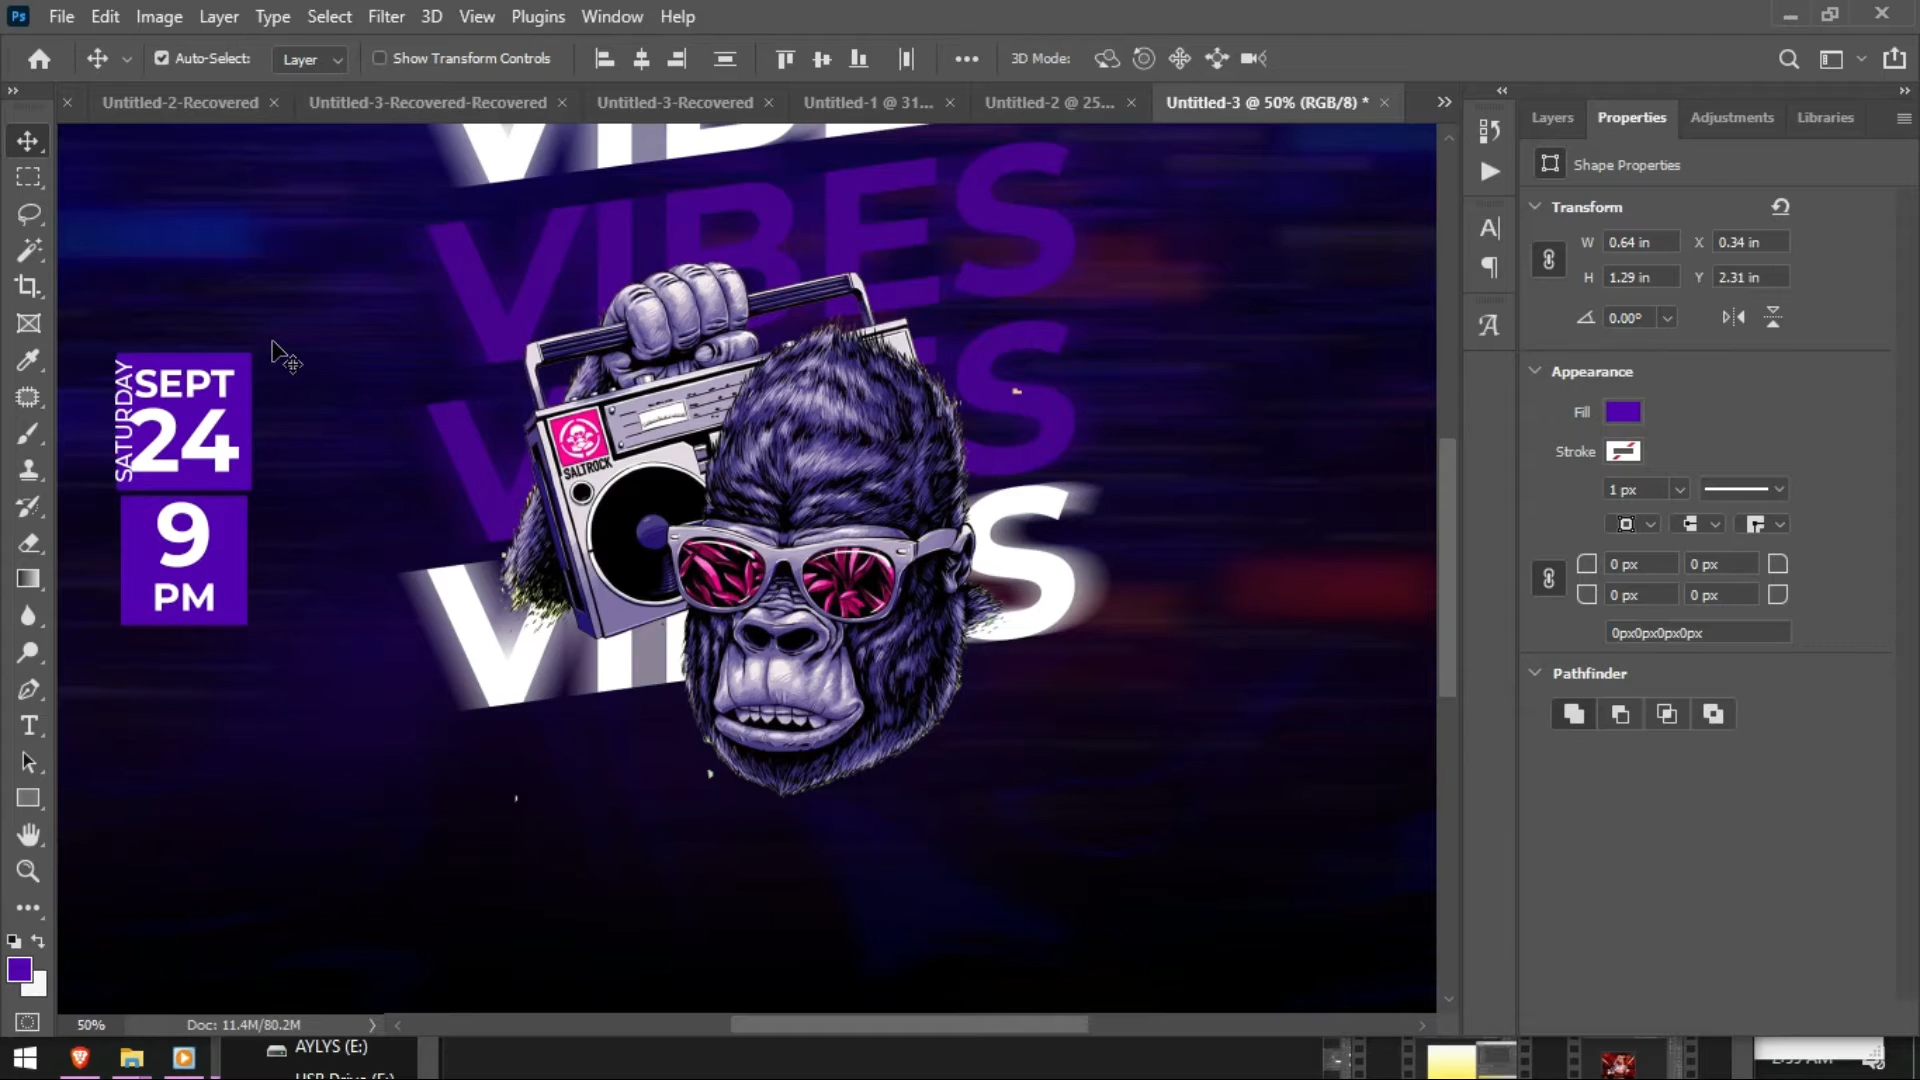 Ps File Edit Image Layer Type Select Filter 3D View Plugins Window Help
Auto-Select: Layer Show Transform Controls 3D Mode:
Untitled-2-Recovered Untitled-3-Recovered-Recovered Untitled-3-Recovered Untitled-1 @ 31... Untitled-2 @ 25... Untitled-3 @ 50% (RGB/8) *
Layers Properties Adjustments Libraries
Shape Properties
Transform
W 0.64 in X 0.34 in
H 1.29 in Y 2.31 in
0.00°
Appearance
Fill
Stroke
1 px
0 px 0 px
0 px 0 px
0px0px0px0px
Pathfinder
VIBES
VIBES
SATURDAY
SEPT
24
9
PM
SALTROCK
50% Doc: 11.4M/80.2M
AYLYS (E:)